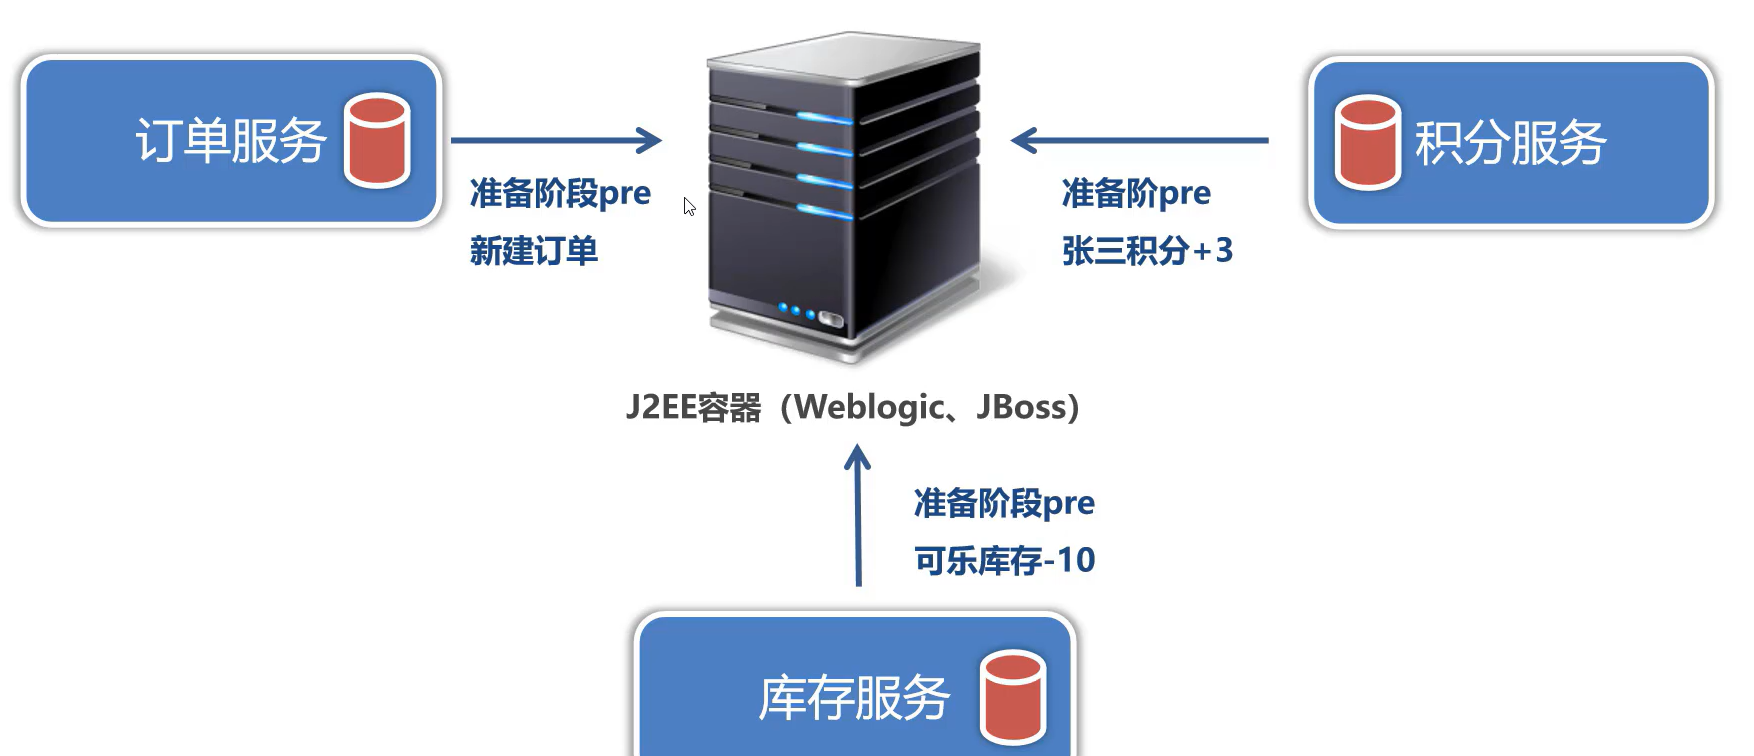 订单服务
积分服务
准备阶段pre
新建订单
准备阶pre
张三积分+3
J2EE容器（Weblogic、JBoss）
准备阶段pre
可乐库存-10
库存服务